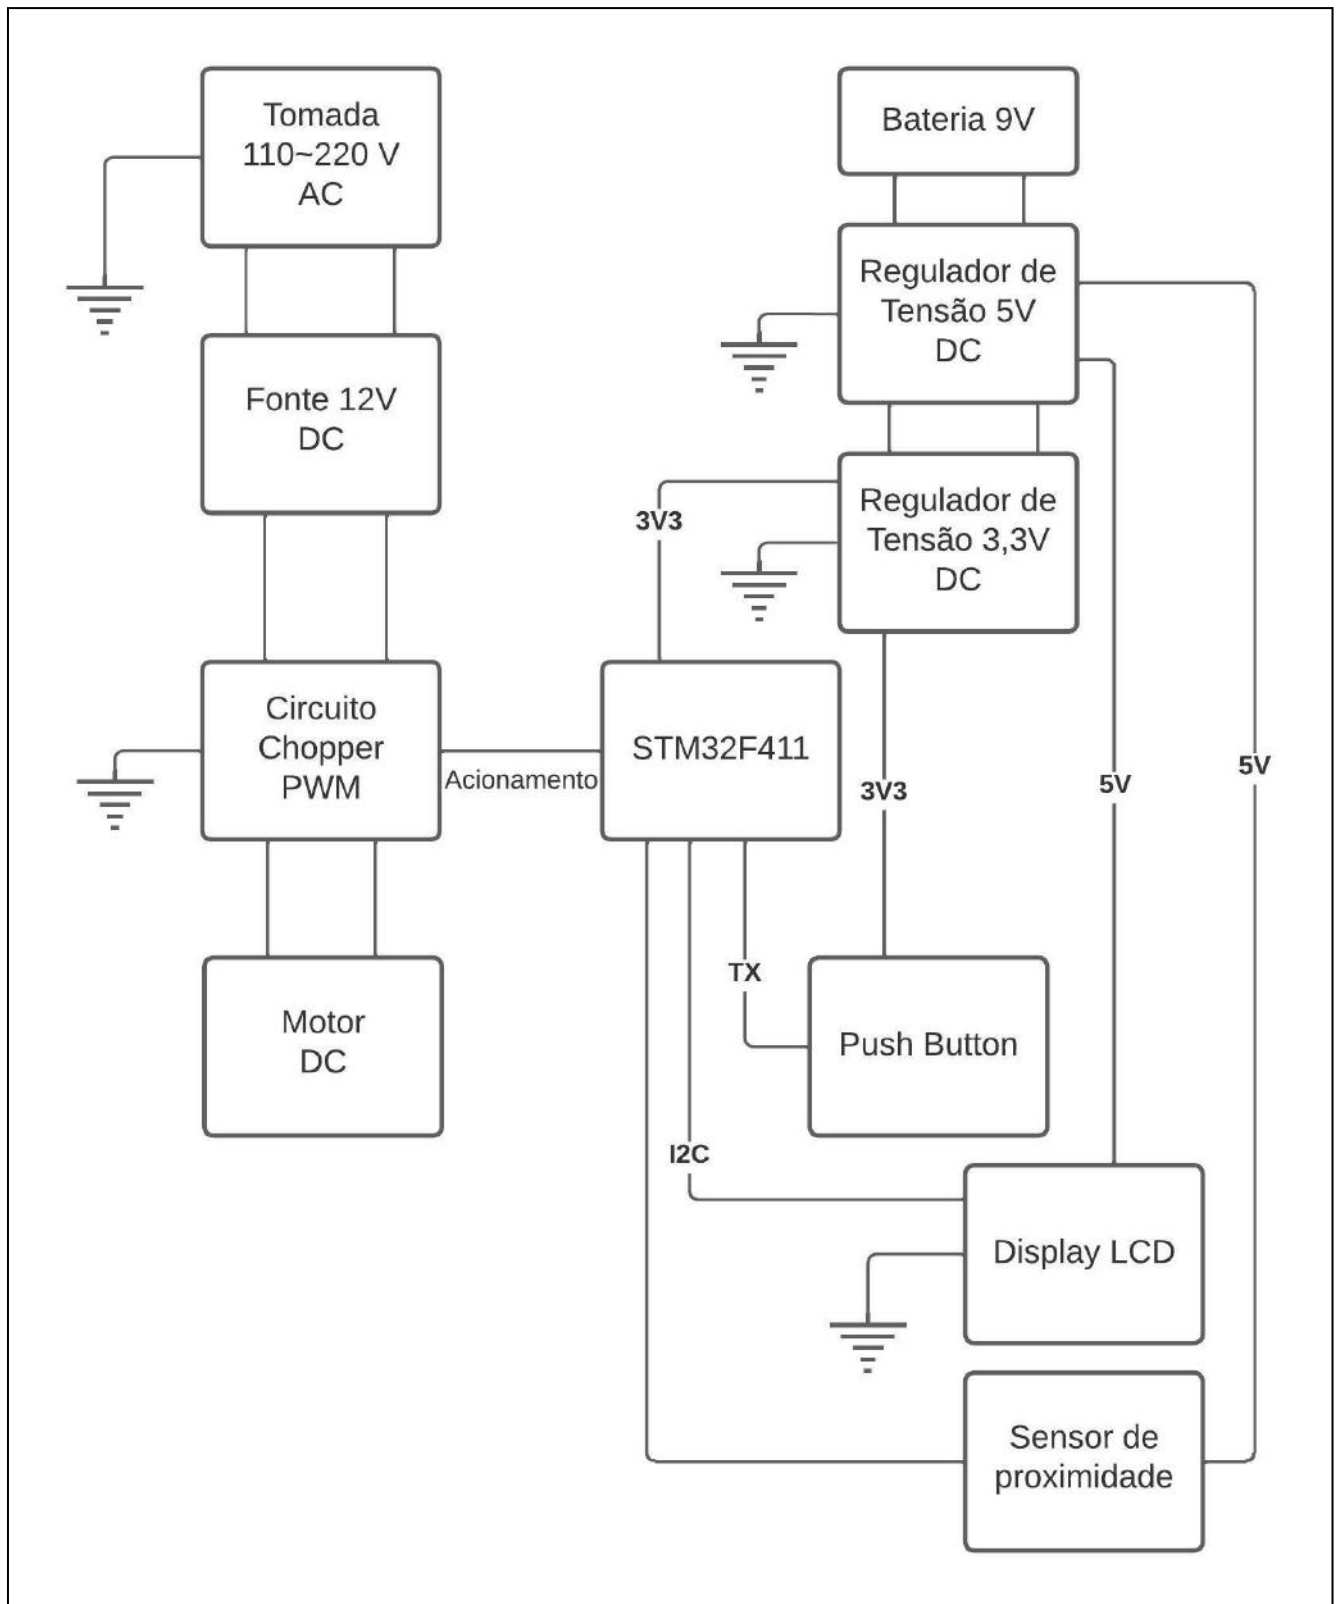 Tomada
110~220 V
AC
Bateria 9V
Regulador de
Tensão 5V
DC
Fonte 12V
DC
Regulador de
Tensão 3,3V
DC
3V3
Circuito
Chopper
PWM
Acionamento
STM32F411
3V3
5V
5V
TX
Motor
DC
Push Button
I2C
Display LCD
Sensor de
proximidade